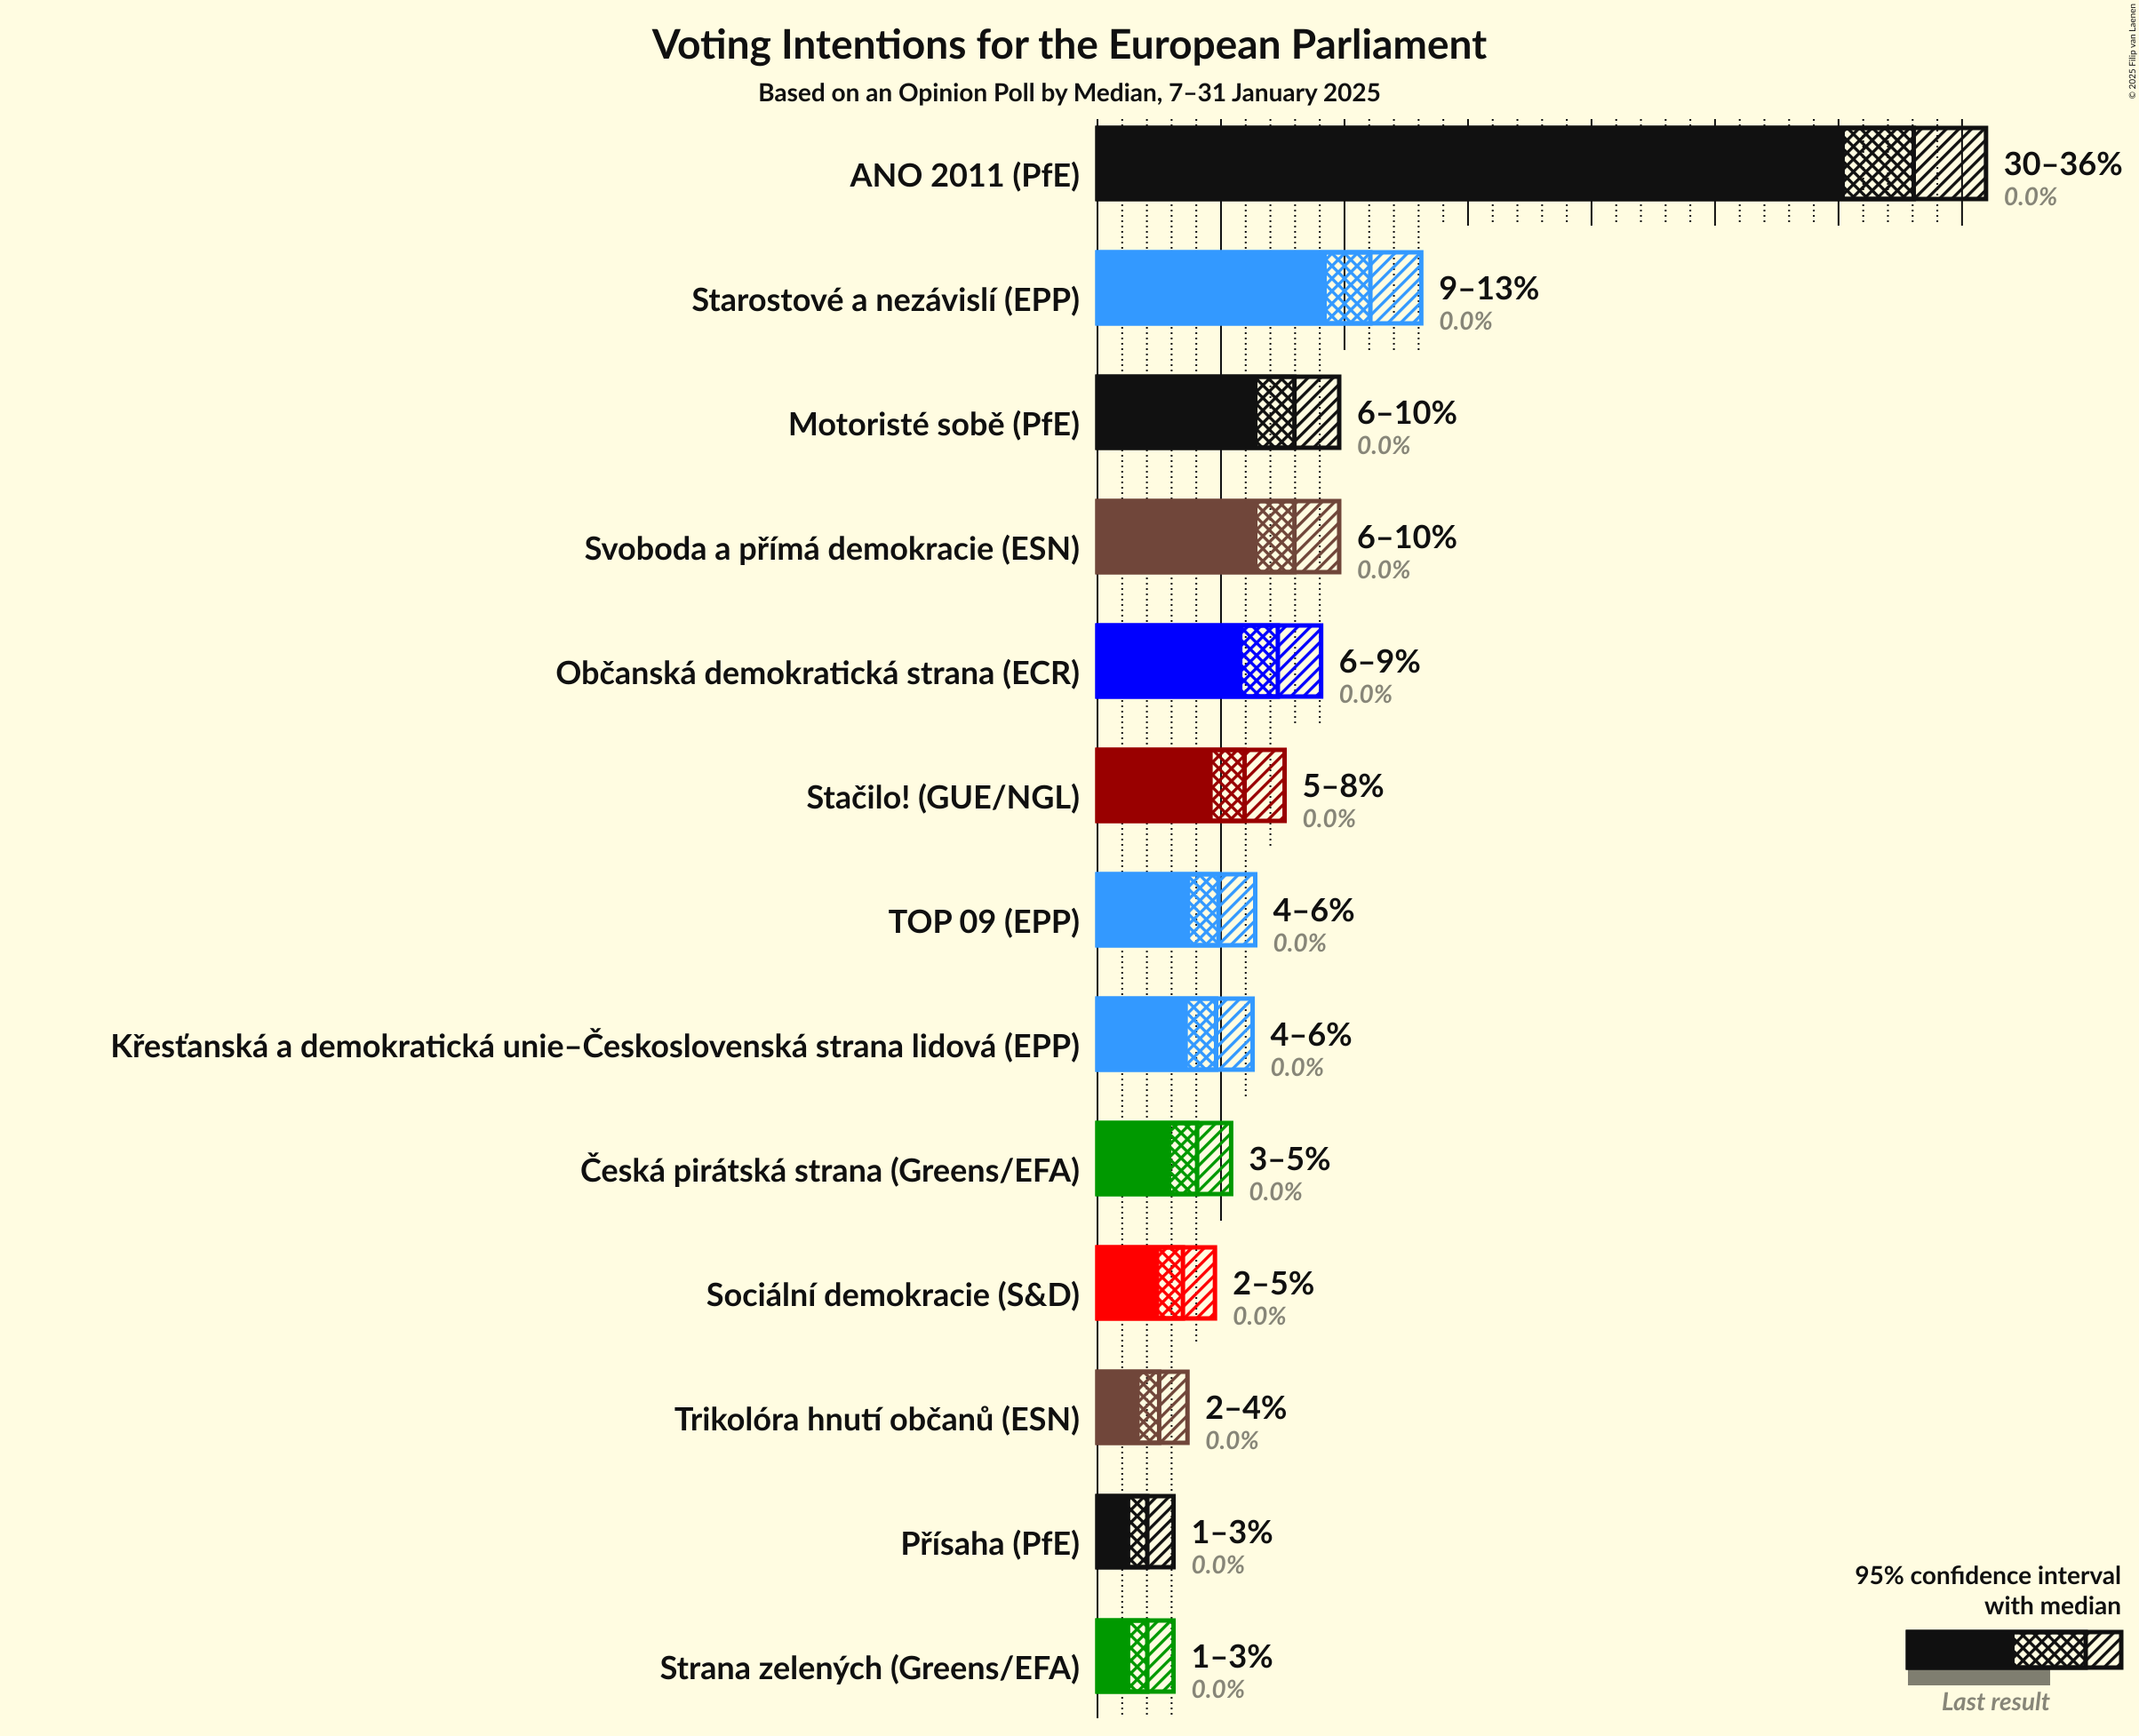 Voting Intentions for the European Parliament
Based on an Opinion Poll by Median, 7–31 January 2025
© 2025 Filip van Laenen
ANO 2011 (PfE)
30–36%
0.0%
Starostové a nezávislí (EPP)
9–13%
0.0%
Motoristé sobě (PfE)
6–10%
0.0%
Svoboda a přímá demokracie (ESN)
6–10%
0.0%
Občanská demokratická strana (ECR)
6–9%
0.0%
Stačilo! (GUE/NGL)
5–8%
0.0%
TOP 09 (EPP)
4–6%
0.0%
Křesťanská a demokratická unie–Československá strana lidová (EPP)
4–6%
0.0%
Česká pirátská strana (Greens/EFA)
3–5%
0.0%
Sociální demokracie (S&D)
2–5%
0.0%
Trikolóra hnutí občanů (ESN)
2–4%
0.0%
Přísaha (PfE)
1–3%
0.0%
Strana zelených (Greens/EFA)
1–3%
0.0%
95% confidence interval
with median
Last result